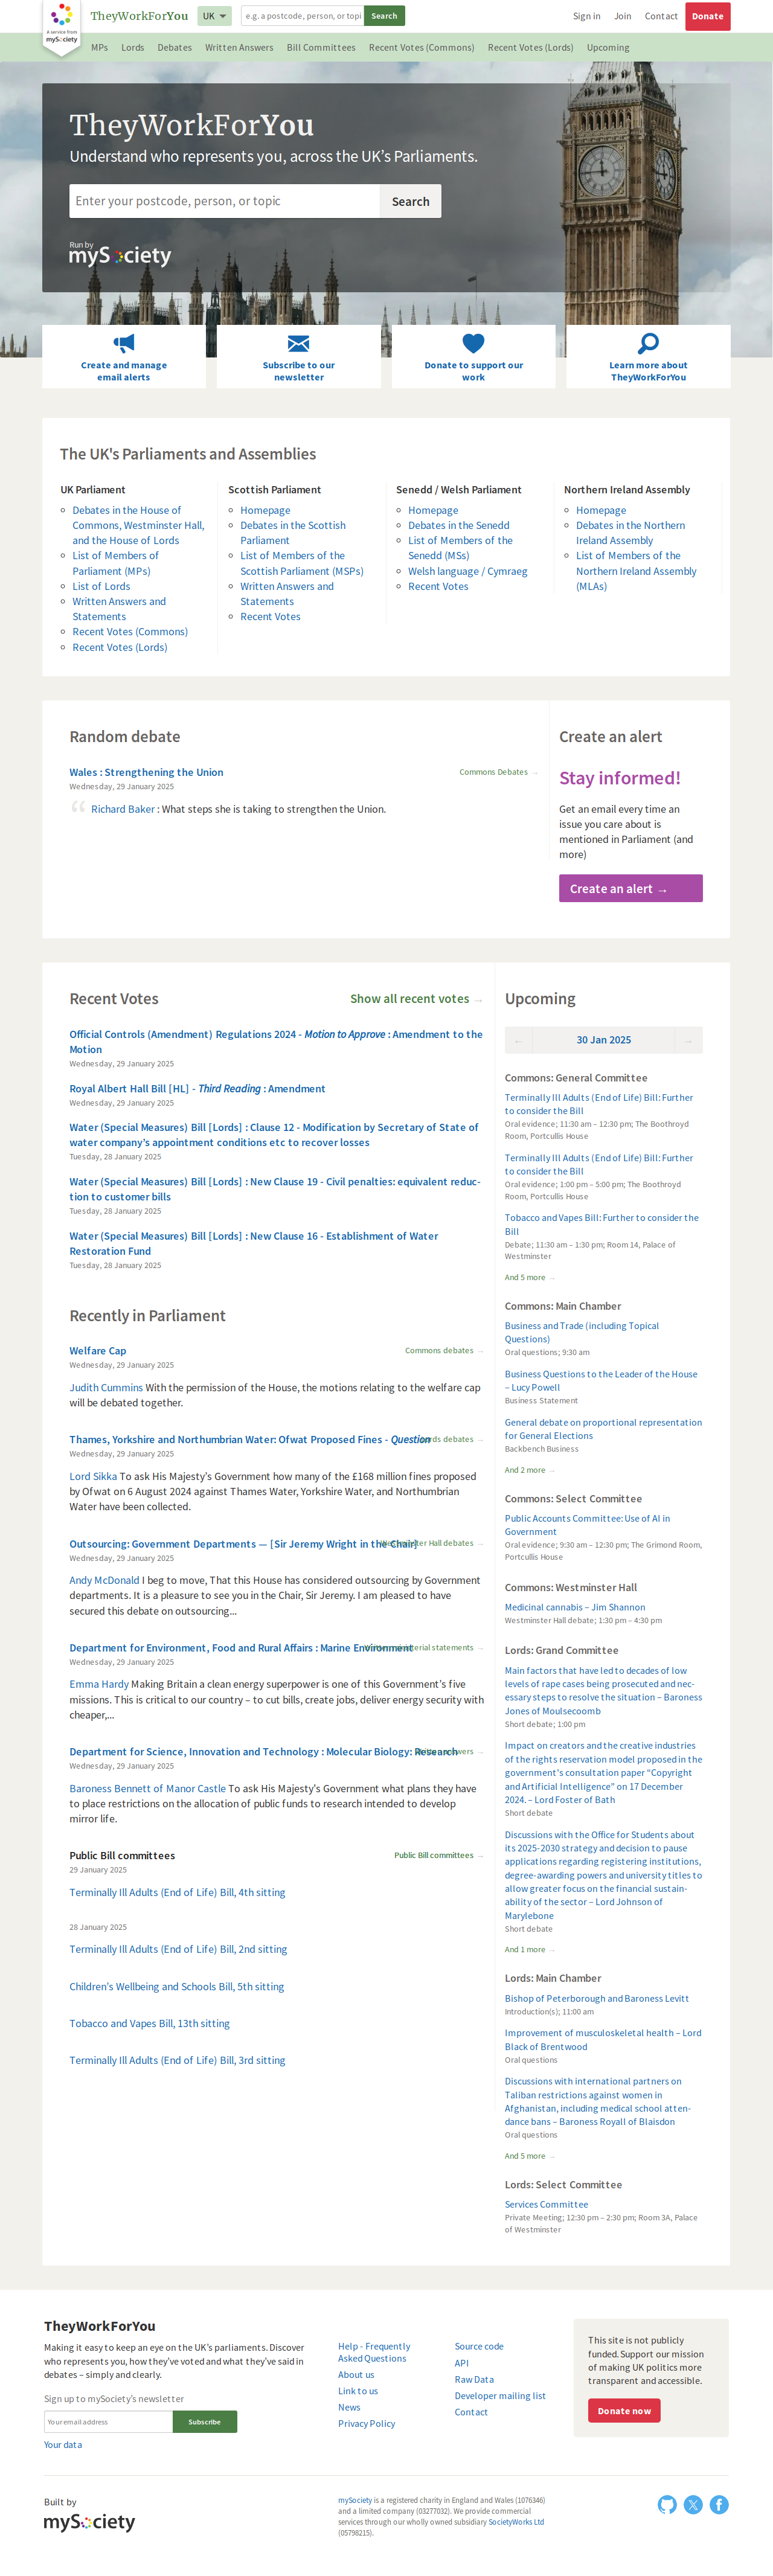 A service from
mySociety
TheyWorkForYou
UK
e.g. a postcode, person, or topi
Search
Sign in
Join
Contact
Donate
MPs
Lords
Debates
Written Answers
Bill Committees
Recent Votes (Commons)
Recent Votes (Lords)
Upcoming
TheyWorkForYou
Understand who represents you, across the UK’s Parliaments.
Enter your postcode, person, or topic
Search
Run by
mySociety
Create and manage
email alerts
Subscribe to our
newsletter
Donate to support our
work
Learn more about
TheyWorkForYou
The UK's Parliaments and Assemblies
UK Parliament
Debates in the House of
Commons, Westminster Hall,
and the House of Lords
List of Members of
Parliament (MPs)
List of Lords
Written Answers and
Statements
Recent Votes (Commons)
Recent Votes (Lords)
Scottish Parliament
Homepage
Debates in the Scottish
Parliament
List of Members of the
Scottish Parliament (MSPs)
Written Answers and
Statements
Recent Votes
Senedd / Welsh Parliament
Homepage
Debates in the Senedd
List of Members of the
Senedd (MSs)
Welsh language / Cymraeg
Recent Votes
Northern Ireland Assembly
Homepage
Debates in the Northern
Ireland Assembly
List of Members of the
Northern Ireland Assembly
(MLAs)
Random debate
Wales : Strengthening the Union
Commons Debates →
Wednesday, 29 January 2025
“ Richard Baker : What steps she is taking to strengthen the Union.
Create an alert
Stay informed!
Get an email every time an
issue you care about is
mentioned in Parliament (and
more)
Create an alert →
Recent Votes
Show all recent votes →
Official Controls (Amendment) Regulations 2024 - Motion to Approve : Amendment to the
Motion
Wednesday, 29 January 2025
Royal Albert Hall Bill [HL] - Third Reading : Amendment
Wednesday, 29 January 2025
Water (Special Measures) Bill [Lords] : Clause 12 - Modification by Secretary of State of
water company’s appointment conditions etc to recover losses
Tuesday, 28 January 2025
Water (Special Measures) Bill [Lords] : New Clause 19 - Civil penalties: equivalent reduc-
tion to customer bills
Tuesday, 28 January 2025
Water (Special Measures) Bill [Lords] : New Clause 16 - Establishment of Water
Restoration Fund
Tuesday, 28 January 2025
Recently in Parliament
Welfare Cap
Commons debates →
Wednesday, 29 January 2025
Judith Cummins With the permission of the House, the motions relating to the welfare cap
will be debated together.
Thames, Yorkshire and Northumbrian Water: Ofwat Proposed Fines - Question
Lords debates →
Wednesday, 29 January 2025
Lord Sikka To ask His Majesty’s Government how many of the £168 million fines proposed
by Ofwat on 6 August 2024 against Thames Water, Yorkshire Water, and Northumbrian
Water have been collected.
Outsourcing: Government Departments — [Sir Jeremy Wright in the Chair]
Westminster Hall debates →
Wednesday, 29 January 2025
Andy McDonald I beg to move, That this House has considered outsourcing by Government
departments. It is a pleasure to see you in the Chair, Sir Jeremy. I am pleased to have
secured this debate on outsourcing...
Department for Environment, Food and Rural Affairs : Marine Environment
Written ministerial statements →
Wednesday, 29 January 2025
Emma Hardy Making Britain a clean energy superpower is one of this Government’s five
missions. This is critical to our country – to cut bills, create jobs, deliver energy security with
cheaper,...
Department for Science, Innovation and Technology : Molecular Biology: Research
Written answers →
Wednesday, 29 January 2025
Baroness Bennett of Manor Castle To ask His Majesty’s Government what plans they have
to place restrictions on the allocation of public funds to research intended to develop
mirror life.
Public Bill committees
Public Bill committees →
29 January 2025
Terminally Ill Adults (End of Life) Bill, 4th sitting
28 January 2025
Terminally Ill Adults (End of Life) Bill, 2nd sitting
Children’s Wellbeing and Schools Bill, 5th sitting
Tobacco and Vapes Bill, 13th sitting
Terminally Ill Adults (End of Life) Bill, 3rd sitting
Upcoming
← 30 Jan 2025 →
Commons: General Committee
Terminally Ill Adults (End of Life) Bill: Further
to consider the Bill
Oral evidence; 11:30 am – 12:30 pm; The Boothroyd
Room, Portcullis House
Terminally Ill Adults (End of Life) Bill: Further
to consider the Bill
Oral evidence; 1:00 pm – 5:00 pm; The Boothroyd
Room, Portcullis House
Tobacco and Vapes Bill: Further to consider the
Bill
Debate; 11:30 am – 1:30 pm; Room 14, Palace of
Westminster
And 5 more →
Commons: Main Chamber
Business and Trade (including Topical
Questions)
Oral questions; 9:30 am
Business Questions to the Leader of the House
– Lucy Powell
Business Statement
General debate on proportional representation
for General Elections
Backbench Business
And 2 more →
Commons: Select Committee
Public Accounts Committee: Use of AI in
Government
Oral evidence; 9:30 am – 12:30 pm; The Grimond Room,
Portcullis House
Commons: Westminster Hall
Medicinal cannabis – Jim Shannon
Westminster Hall debate; 1:30 pm – 4:30 pm
Lords: Grand Committee
Main factors that have led to decades of low
levels of rape cases being prosecuted and nec-
essary steps to resolve the situation – Baroness
Jones of Moulsecoomb
Short debate; 1:00 pm
Impact on creators and the creative industries
of the rights reservation model proposed in the
government's consultation paper “Copyright
and Artificial Intelligence” on 17 December
2024. – Lord Foster of Bath
Short debate
Discussions with the Office for Students about
its 2025-2030 strategy and decision to pause
applications regarding registering institutions,
degree-awarding powers and university titles to
allow greater focus on the financial sustain-
ability of the sector – Lord Johnson of
Marylebone
Short debate
And 1 more →
Lords: Main Chamber
Bishop of Peterborough and Baroness Levitt
Introduction(s); 11:00 am
Improvement of musculoskeletal health – Lord
Black of Brentwood
Oral questions
Discussions with international partners on
Taliban restrictions against women in
Afghanistan, including medical school atten-
dance bans – Baroness Royall of Blaisdon
Oral questions
And 5 more →
Lords: Select Committee
Services Committee
Private Meeting; 12:30 pm – 2:30 pm; Room 3A, Palace
of Westminster
TheyWorkForYou
Making it easy to keep an eye on the UK’s parliaments. Discover
who represents you, how they’ve voted and what they’ve said in
debates – simply and clearly.
Sign up to mySociety’s newsletter
Your email address
Subscribe
Your data
Help - Frequently
Asked Questions
About us
Link to us
News
Privacy Policy
Source code
API
Raw Data
Developer mailing list
Contact
This site is not publicly
funded. Support our mission
of making UK politics more
transparent and accessible.
Donate now
Built by
mySociety
mySociety is a registered charity in England and Wales (1076346)
and a limited company (03277032). We provide commercial
services through our wholly owned subsidiary SocietyWorks Ltd
(05798215).